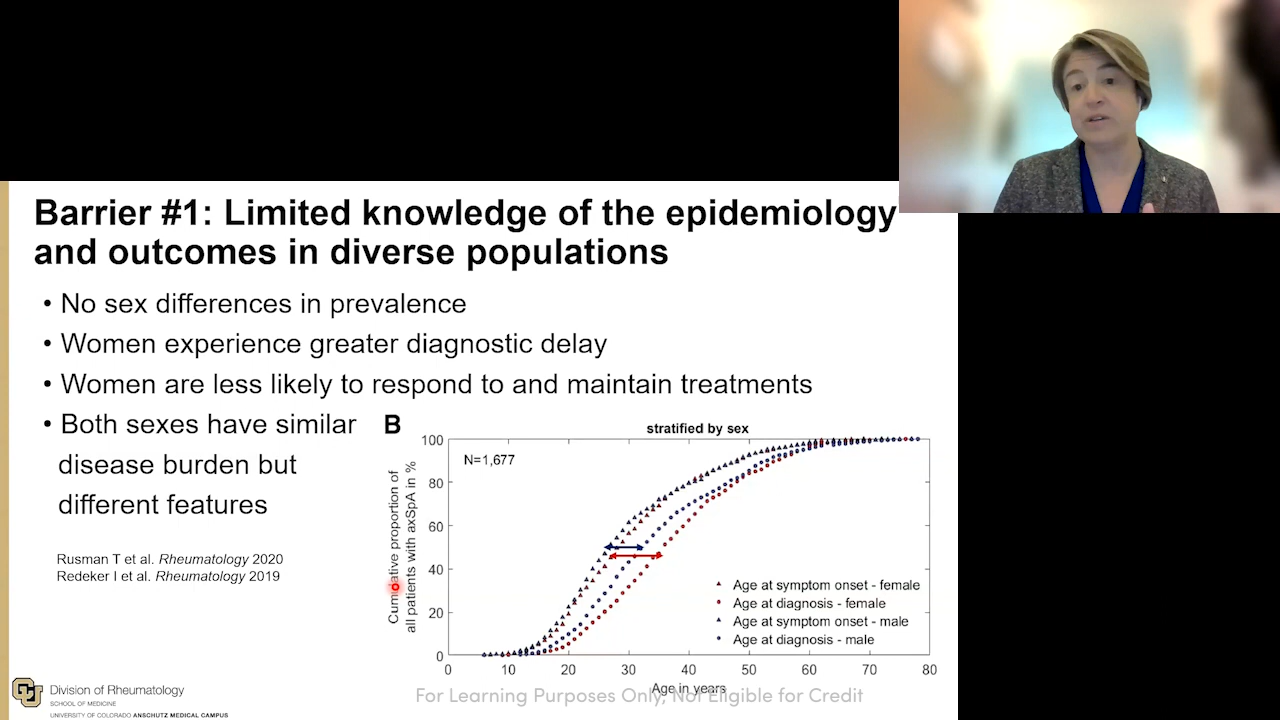 Barrier #1: Limited knowledge of the epidemiology
and outcomes in diverse populations
• No sex differences in prevalence
• Women experience greater diagnostic delay
• Women are less likely to respond to and maintain treatments
• Both sexes have similar
disease burden but
different features
Rusman T et al. Rheumatology 2020
Redeker I et al. Rheumatology 2019
B
stratified by sex
N=1,677
Cumulative proportion of
all patients with axSpA in %
100
80
60
40
20
0
Age at symptom onset - female
Age at diagnosis - female
Age at symptom onset - male
Age at diagnosis - male
0 10 20 30 40 50 60 70 80
Age in years
For Learning Purposes Only, Not Eligible for Credit
CU
Division of Rheumatology
SCHOOL OF MEDICINE
UNIVERSITY OF COLORADO ANSCHUTZ MEDICAL CAMPUS